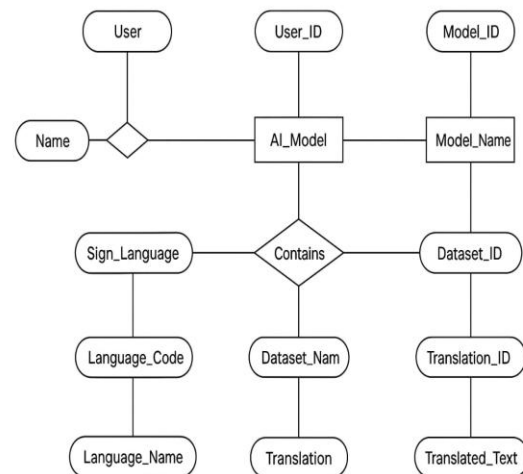 User
User_ID
Model_ID
Name
AI_Model
Model_Name
Sign_Language
Contains
Dataset_ID
Language_Code
Dataset_Nam
Translation_ID
Language_Name
Translation
Translated_Text